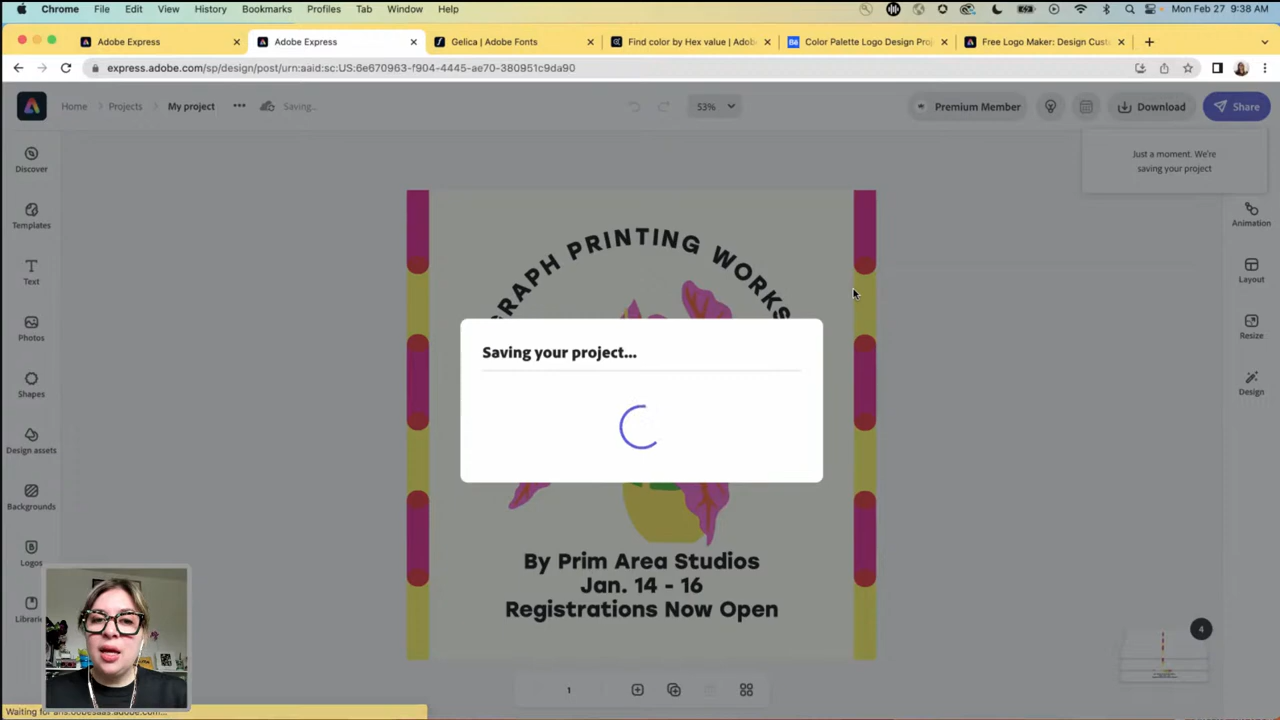 Chrome File Edit View History Bookmarks Profiles Tab Window Help Mon Feb 27 9:38 AM
Adobe Express
Adobe Express
Gelica | Adobe Fonts
Find color by Hex value | Adob
Color Palette Logo Design Proj
Free Logo Maker: Design Cust
express.adobe.com/sp/design/post/urn:aaid:sc:US:6e670963-f904-4445-ae70-380951c9da90
Home Projects My project Saving... 53% Premium Member Download Share
Just a moment. We're
saving your project
Discover
Templates
Text
Photos
Shapes
Design assets
Backgrounds
Logos
Librari
Animation
Layout
Resize
Design
GRAPH PRINTING WORKS
Saving your project...
By Prim Area Studios
Jan. 14 - 16
Registrations Now Open
4
1